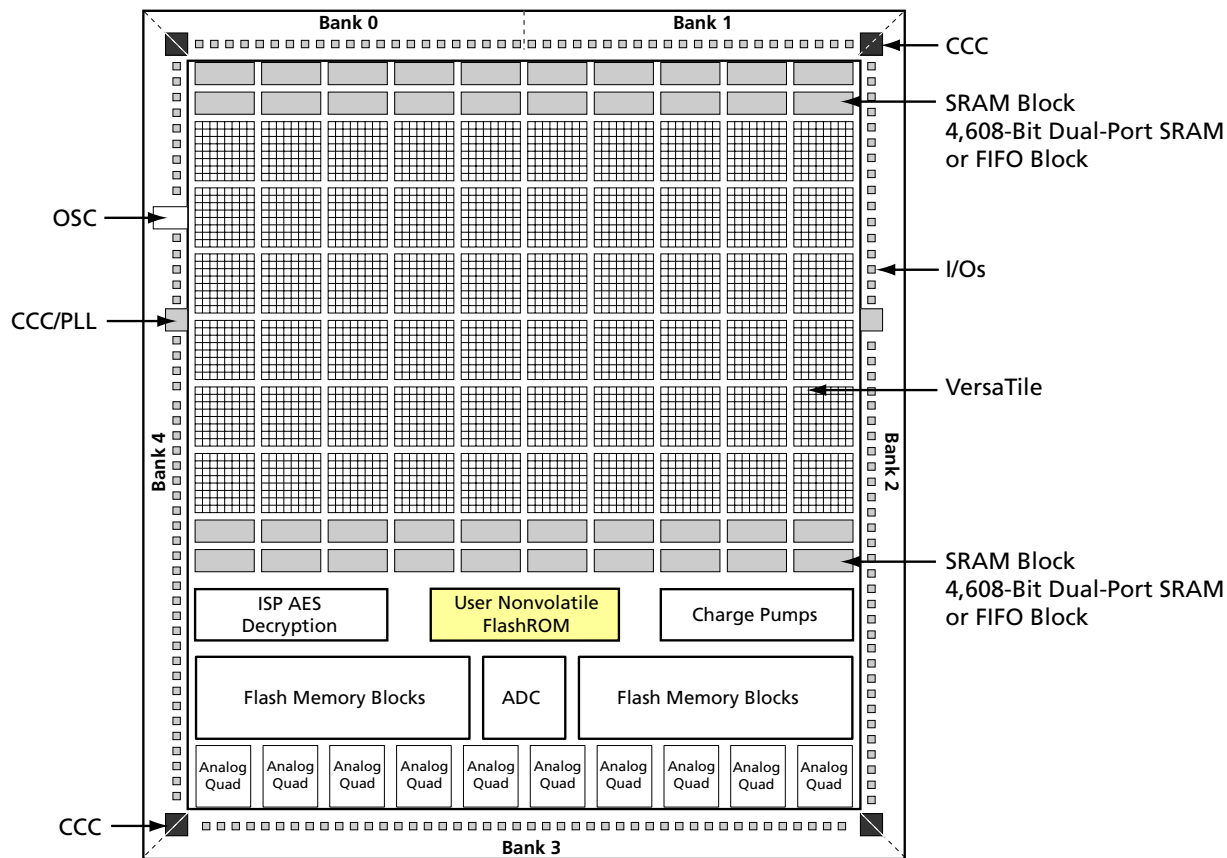 Bank 0
Bank 1
CCC
SRAM Block
4,608-Bit Dual-Port SRAM
or FIFO Block
OSC
I/Os
CCC/PLL
VersaTile
Bank 4
Bank 2
SRAM Block
4,608-Bit Dual-Port SRAM
or FIFO Block
ISP AES
Decryption
User Nonvolatile
FlashROM
Charge Pumps
Flash Memory Blocks
ADC
Flash Memory Blocks
Analog
Quad
Analog
Quad
Analog
Quad
Analog
Quad
Analog
Quad
Analog
Quad
Analog
Quad
Analog
Quad
Analog
Quad
Analog
Quad
CCC
Bank 3